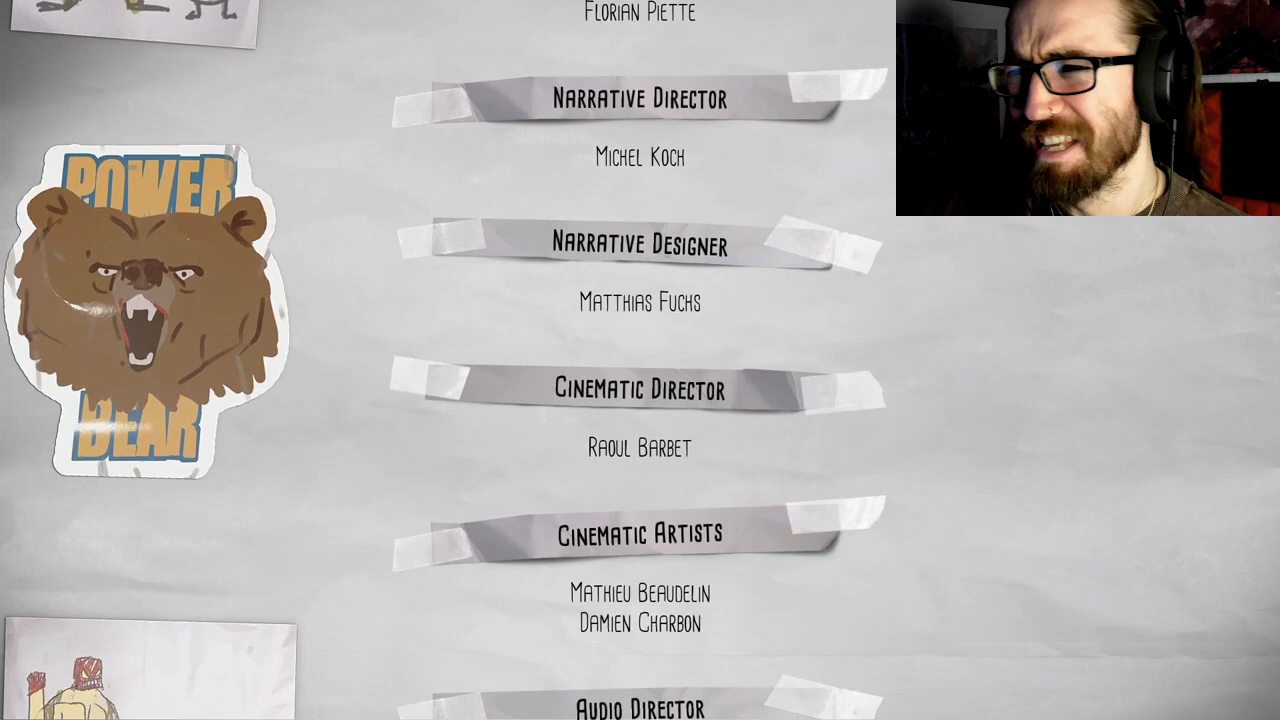 Florian Piette
Narrative Director
Michel Koch
POWER
BEAR
Narrative Designer
Matthias Fuchs
Cinematic Director
Raoul Barbet
Cinematic Artists
Mathieu Beaudelin
Damien Charbon
Audio Director